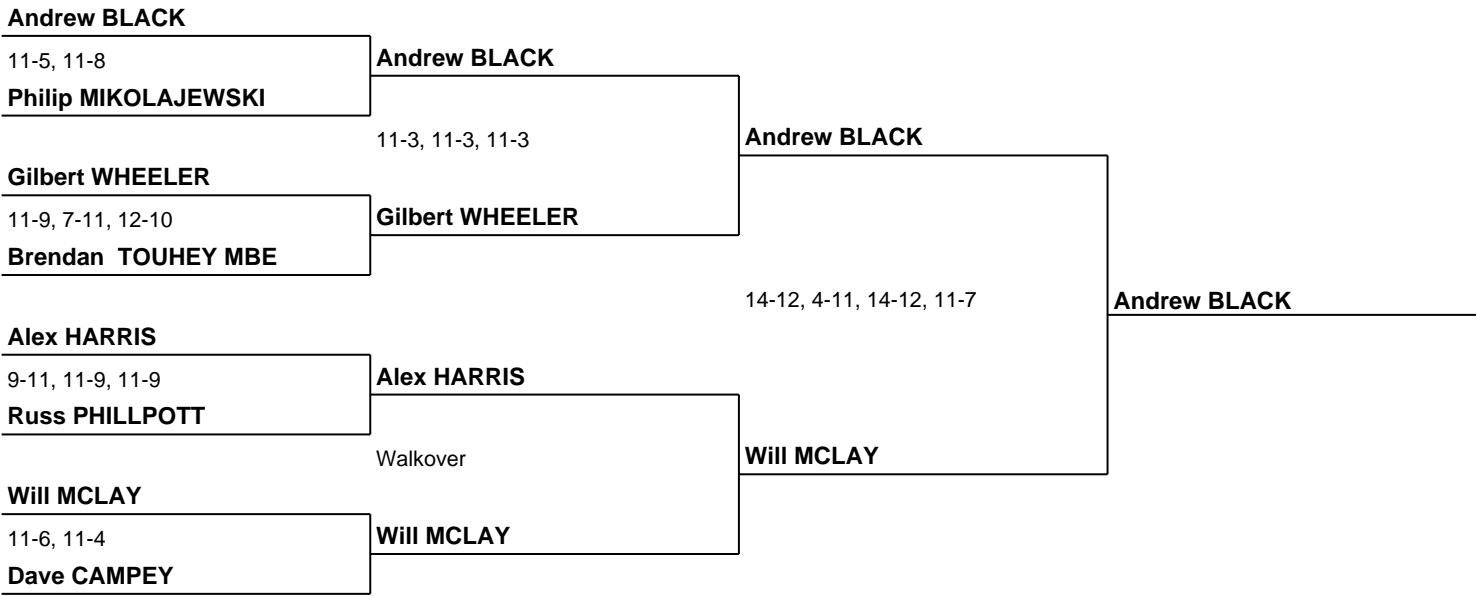 Andrew BLACK
11-5, 11-8
Philip MIKOLAJEWSKI
Gilbert WHEELER
11-9, 7-11, 12-10
Brendan  TOUHEY MBE
Alex HARRIS
9-11, 11-9, 11-9
Russ PHILLPOTT
Will MCLAY
11-6, 11-4
Dave CAMPEY
Andrew BLACK
11-3, 11-3, 11-3
Gilbert WHEELER
Alex HARRIS
Walkover
Will MCLAY
Andrew BLACK
14-12, 4-11, 14-12, 11-7
Will MCLAY
Andrew BLACK